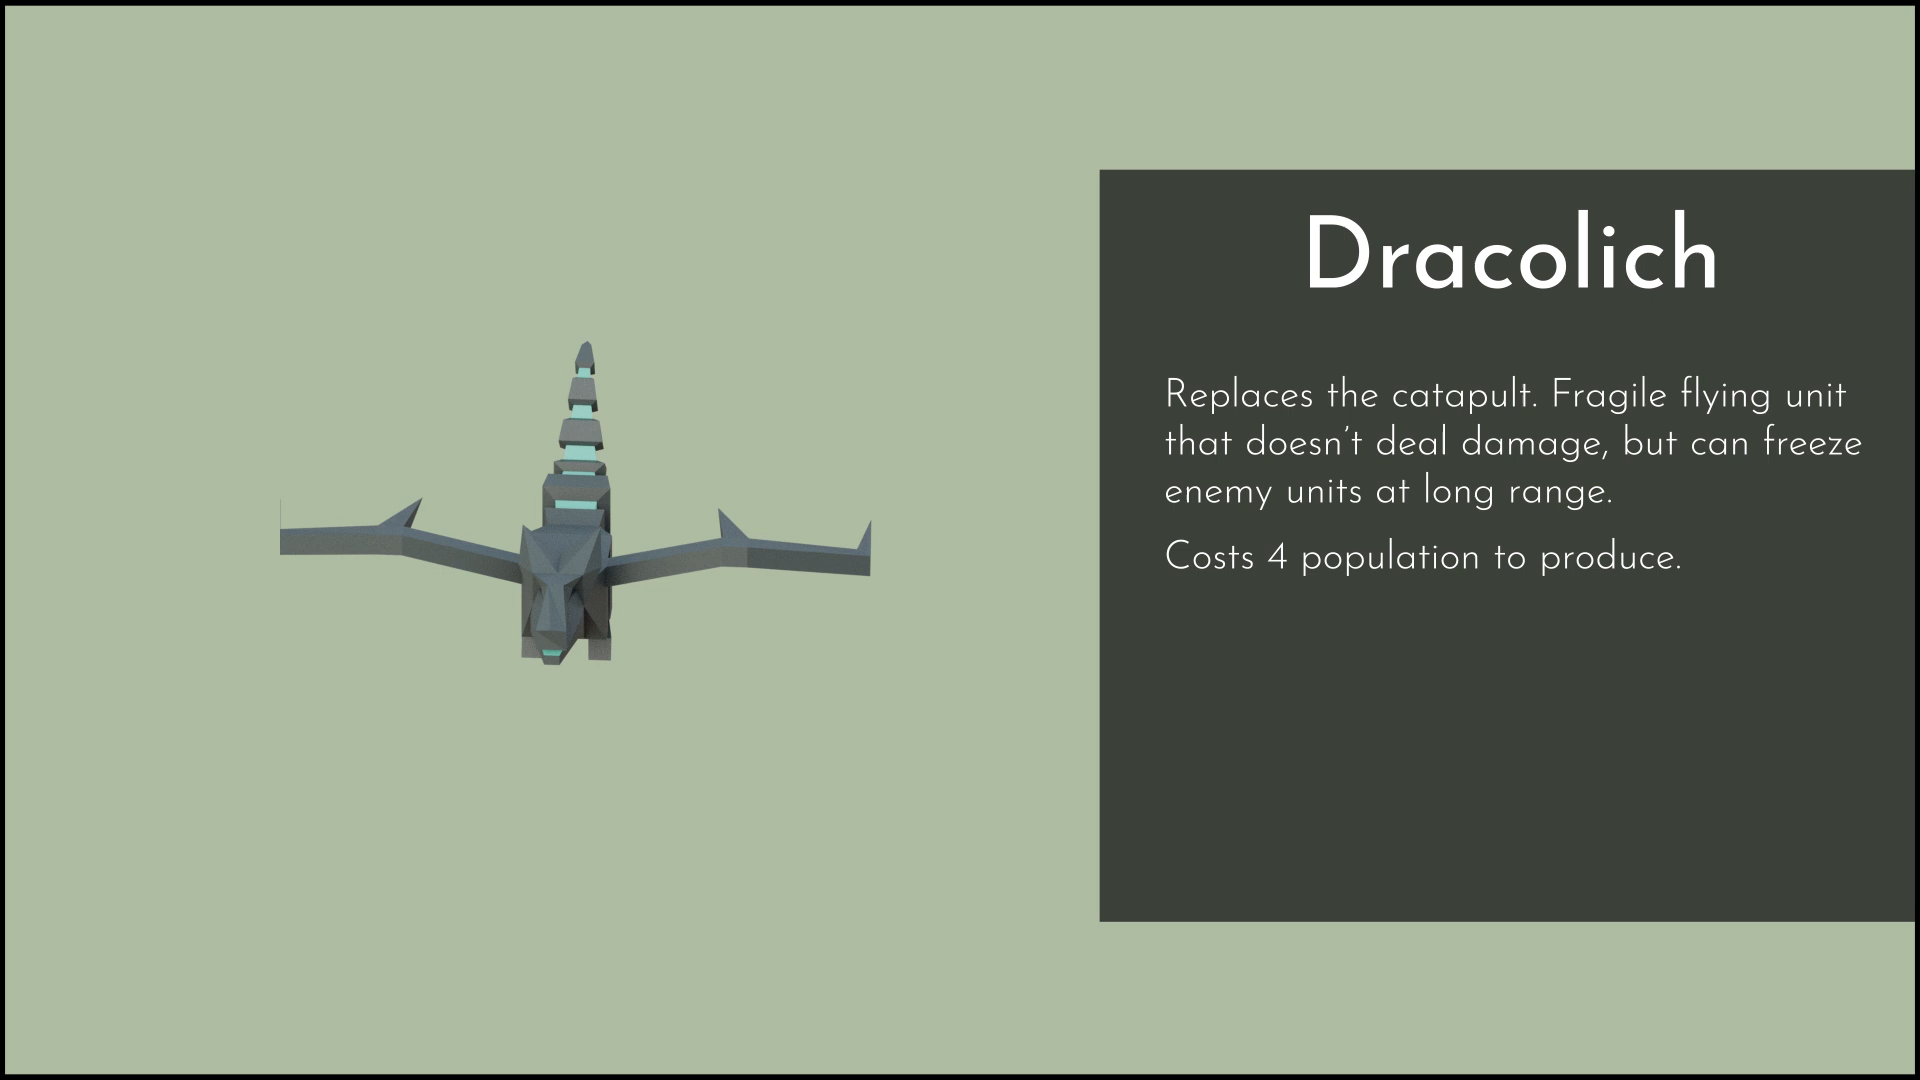 Dracolich
Replaces the catapult. Fragile flying unit
that doesn't deal damage, but can freeze
enemy units at long range.
Costs 4 population to produce.